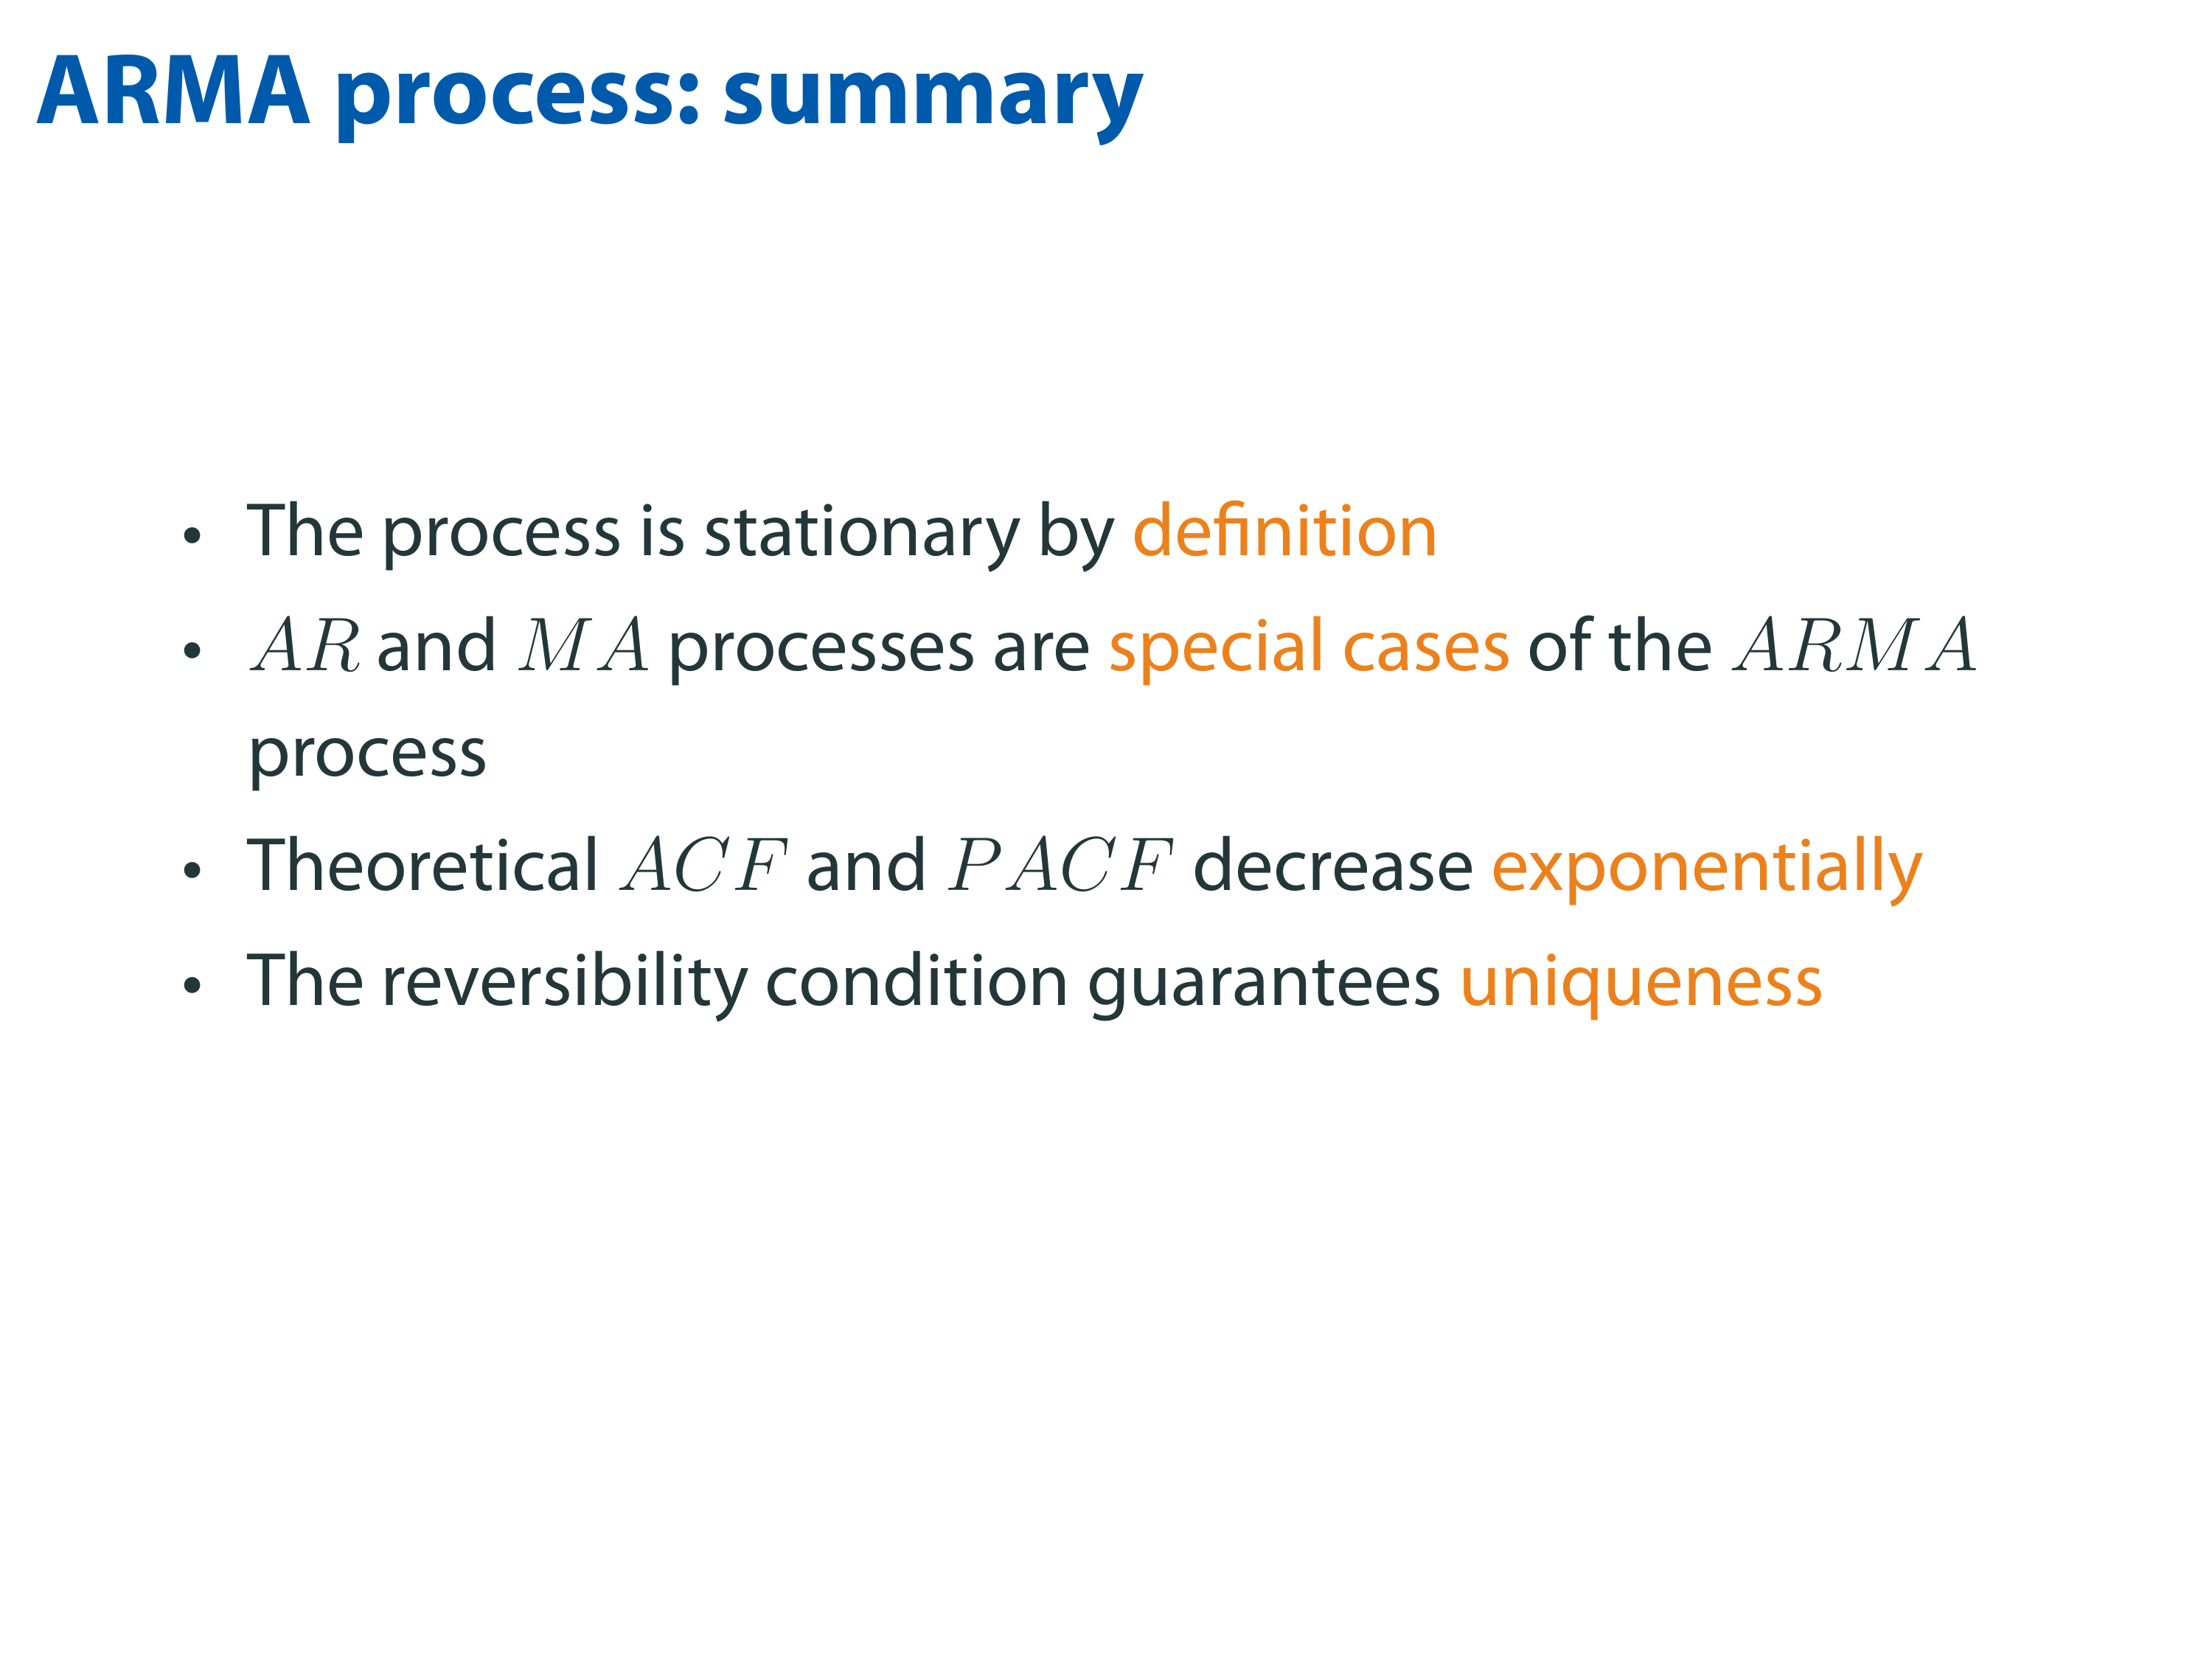 ARMA process: summary
• The process is stationary by definition
• AR and MA processes are special cases of the ARMA
process
• Theoretical ACF and PACF decrease exponentially
• The reversibility condition guarantees uniqueness